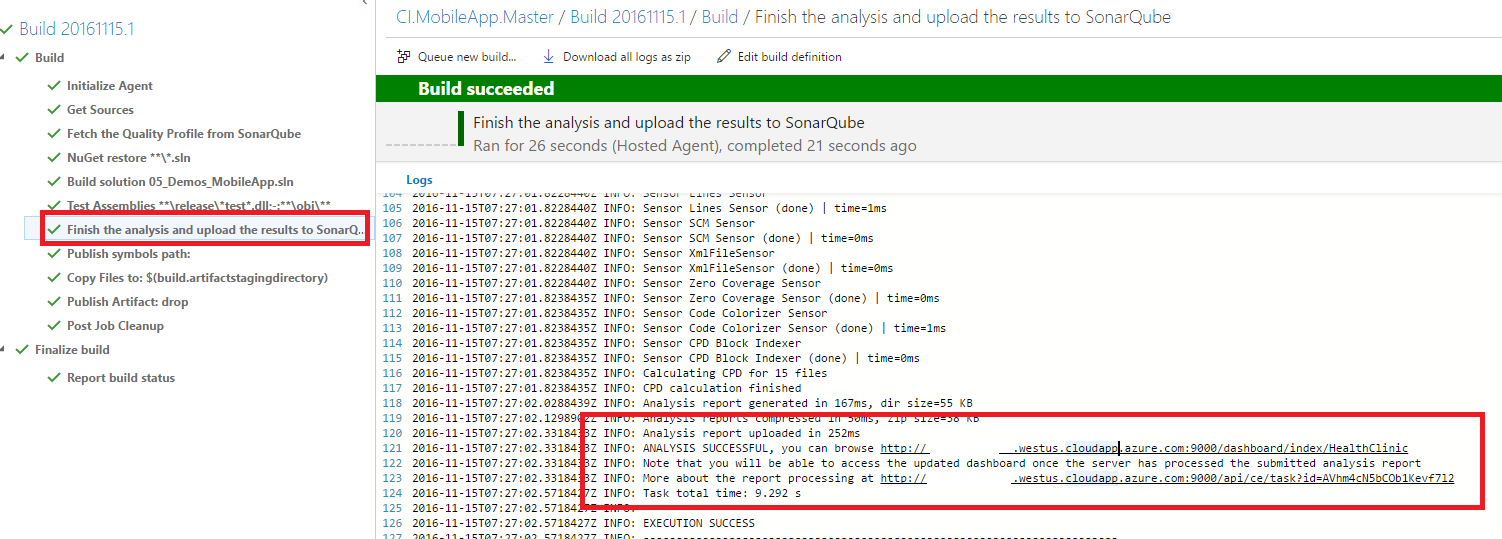 Build 20161115.1
Build
Initialize Agent
Get Sources
Fetch the Quality Profile from SonarQube
NuGet restore **\*.sln
Build solution 05_Demos_MobileApp.sln
Test Assemblies **\release\*test*.dll;-:**\obj\**
Finish the analysis and upload the results to SonarQ...
Publish symbols path:
Copy Files to: $(build.artifactstagingdirectory)
Publish Artifact: drop
Post Job Cleanup
Finalize build
Report build status
CI.MobileApp.Master / Build 20161115.1 / Build / Finish the analysis and upload the results to SonarQube
Queue new build... Download all logs as zip Edit build definition
Build succeeded
Finish the analysis and upload the results to SonarQube
Ran for 26 seconds (Hosted Agent), completed 21 seconds ago
Logs
104 2016-11-15T07:27:01.8228440Z INFO: Sensor Lines Sensor
105 2016-11-15T07:27:01.8228440Z INFO: Sensor Lines Sensor (done) | time=1ms
106 2016-11-15T07:27:01.8228440Z INFO: Sensor SCM Sensor
107 2016-11-15T07:27:01.8228440Z INFO: Sensor SCM Sensor (done) | time=0ms
108 2016-11-15T07:27:01.8228440Z INFO: Sensor XmlFileSensor
109 2016-11-15T07:27:01.8228440Z INFO: Sensor XmlFileSensor (done) | time=0ms
110 2016-11-15T07:27:01.8228440Z INFO: Sensor Zero Coverage Sensor
111 2016-11-15T07:27:01.8238435Z INFO: Sensor Zero Coverage Sensor (done) | time=0ms
112 2016-11-15T07:27:01.8238435Z INFO: Sensor Code Colorizer Sensor
113 2016-11-15T07:27:01.8238435Z INFO: Sensor Code Colorizer Sensor (done) | time=1ms
114 2016-11-15T07:27:01.8238435Z INFO: Sensor CPD Block Indexer
115 2016-11-15T07:27:01.8238435Z INFO: Sensor CPD Block Indexer (done) | time=0ms
116 2016-11-15T07:27:01.8238435Z INFO: Calculating CPD for 15 files
117 2016-11-15T07:27:01.8238435Z INFO: CPD calculation finished
118 2016-11-15T07:27:02.0288439Z INFO: Analysis report generated in 167ms, dir size=55 KB
119 2016-11-15T07:27:02.1298902Z INFO: Analysis reports compressed in 50ms, zip size=38 KB
120 2016-11-15T07:27:02.3318433Z INFO: Analysis report uploaded in 252ms
121 2016-11-15T07:27:02.3318433Z INFO: ANALYSIS SUCCESSFUL, you can browse http:// .westus.cloudapp.azure.com:9000/dashboard/index/HealthClinic
122 2016-11-15T07:27:02.3318433Z INFO: Note that you will be able to access the updated dashboard once the server has processed the submitted analysis report
123 2016-11-15T07:27:02.3318433Z INFO: More about the report processing at http:// .westus.cloudapp.azure.com:9000/api/ce/task?id=AVhm4cN5bCOb1Kevf7l2
124 2016-11-15T07:27:02.5718427Z INFO: Task total time: 9.292 s
125 2016-11-15T07:27:02.5718427Z INFO:
126 2016-11-15T07:27:02.5718427Z INFO: EXECUTION SUCCESS
127 2016-11-15T07:27:02.5718427Z INFO: ------------------------------------------------------------------------